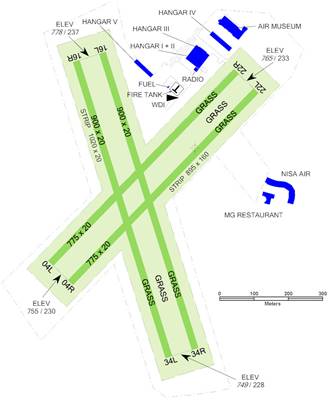 ELEV
778 / 237
HANGAR V
HANGAR IV
HANGAR III
HANGAR I + II
AIR MUSEUM
ELEV
765 / 233
16R
16L
RADIO
FUEL
FIRE TANK
WDI
22R
22L
900 x 20
900 x 20
STRIP 1020 x 20
GRASS
GRASS
GRASS
STRIP 895 x 160
NISA AIR
MG RESTAURANT
775 x 20
775 x 20
04L
04R
ELEV
755 / 230
GRASS
GRASS
GRASS
34L
34R
ELEV
749 / 228
0
100
200
300
Meters